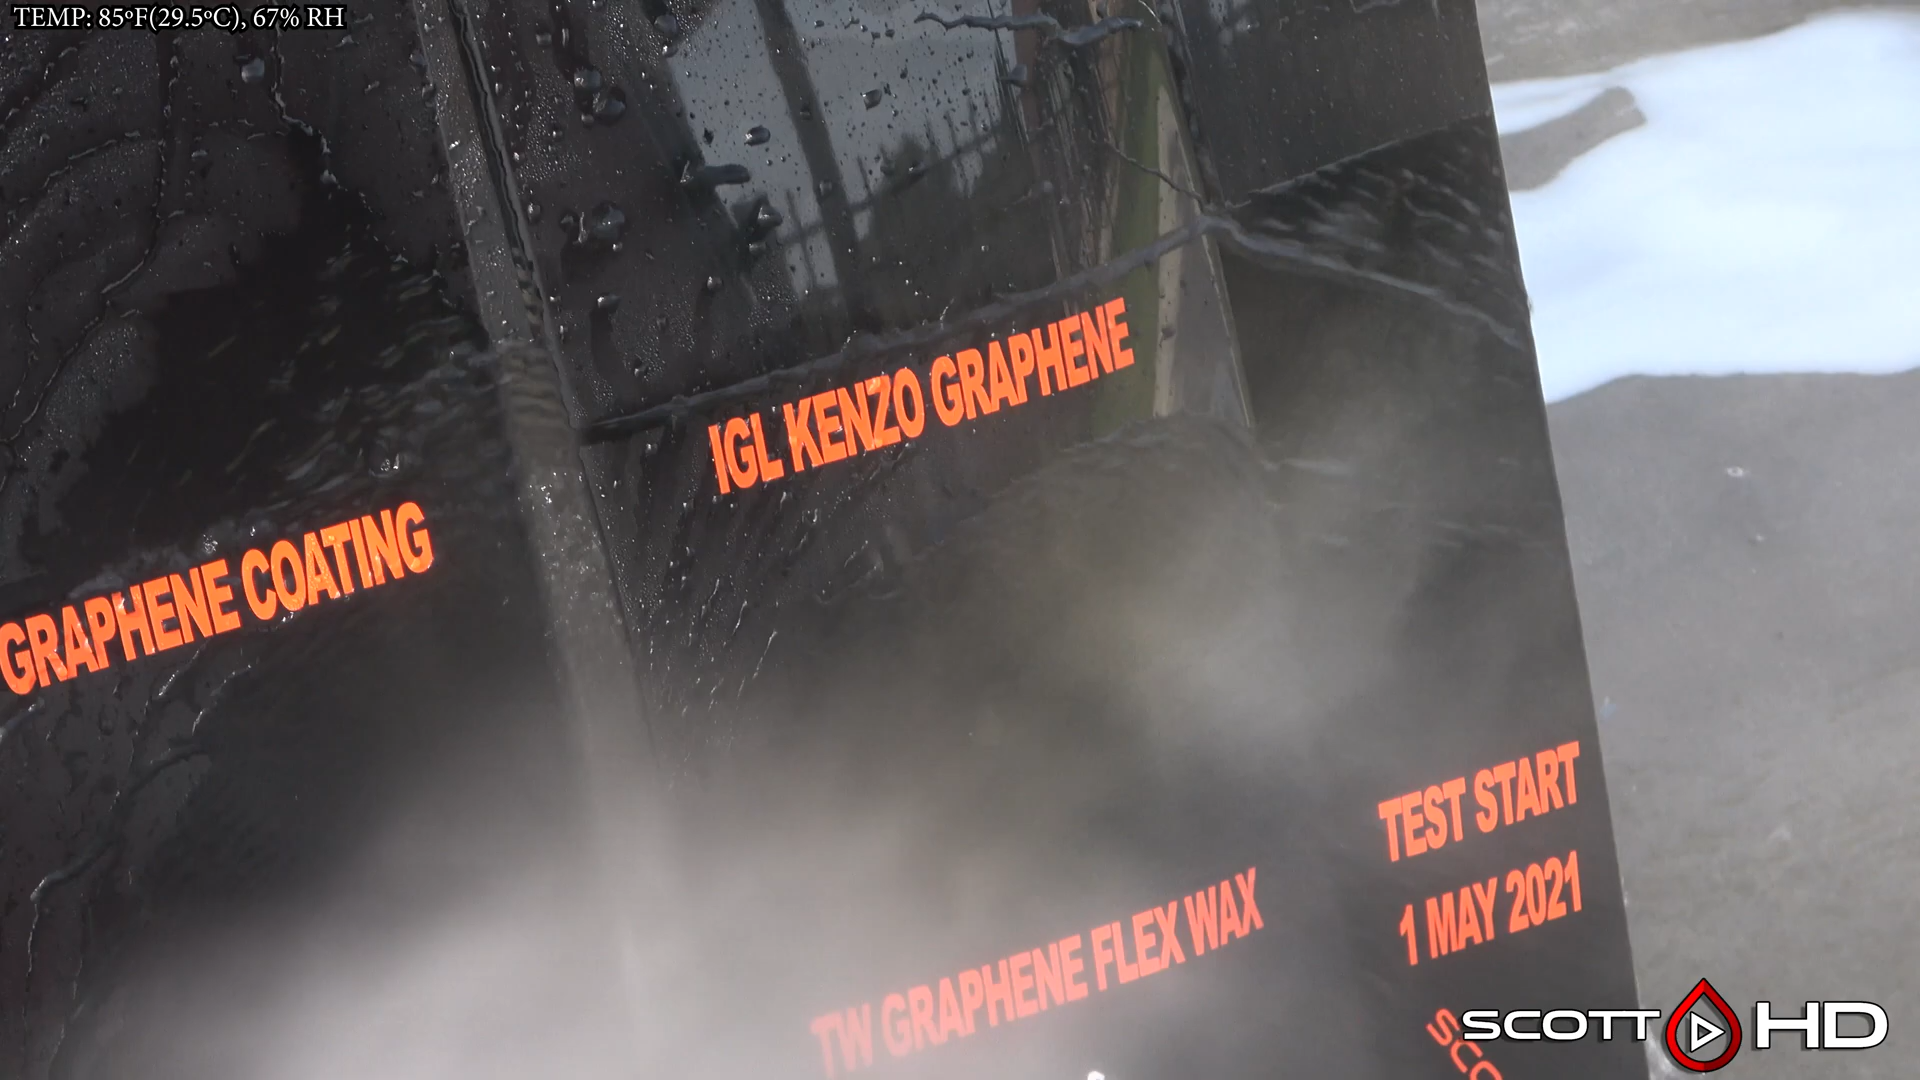 TEMP: 85ºF(29.5ºC), 67% RH
IGL KENZO GRAPHENE
GRAPHENE COATING
TEST START
1 MAY 2021
TW GRAPHENE FLEX WAX
SCO
SCOTT HD